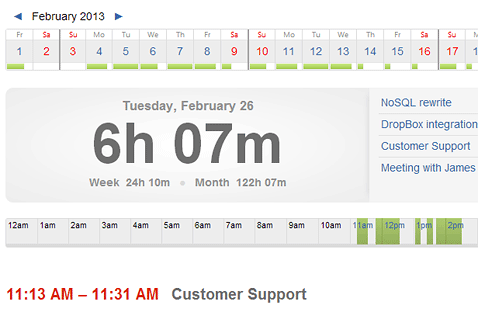 February 2013
Fr Sa Su Mo Tu We Th Fr Sa Su Mo Tu We Th Fr Sa Su M
1 2 3 4 5 6 7 8 9 10 11 12 13 14 15 16 17 1
Tuesday, February 26
6h 07m
Week 24h 10m Month 122h 07m
NoSQL rewrite
DropBox integration
Customer Support
Meeting with James
12am 1am 2am 3am 4am 5am 6am 7am 8am 9am 10am 11am 12pm 1pm 2pm
11:13 AM – 11:31 AM Customer Support